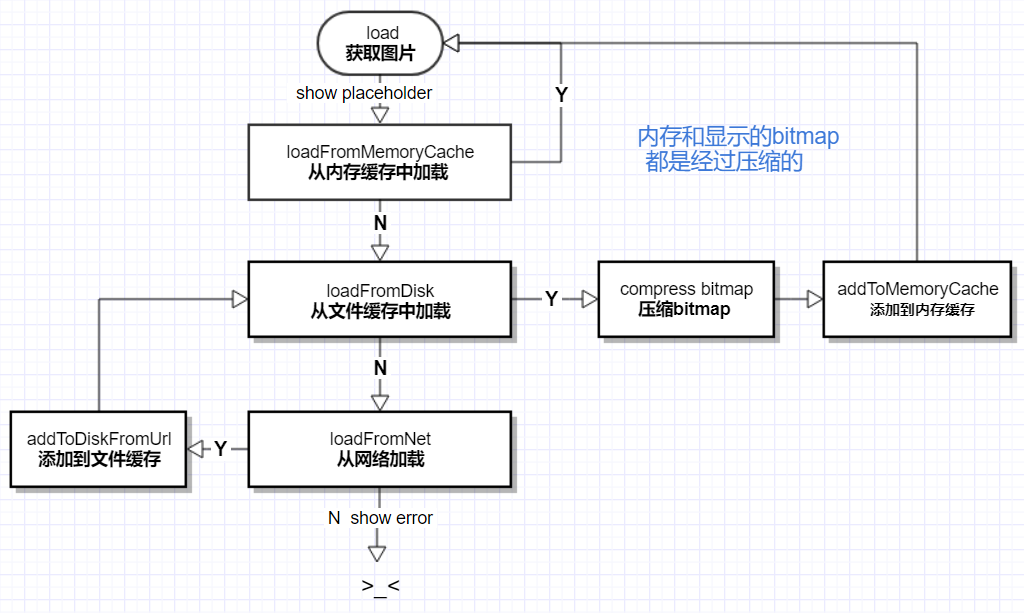 load
获取图片
show placeholder
Y
loadFromMemoryCache
从内存缓存中加载
内存和显示的bitmap
都是经过压缩的
N
loadFromDisk
从文件缓存中加载
Y
compress bitmap
压缩bitmap
addToMemoryCache
添加到内存缓存
N
addToDiskFromUrl
添加到文件缓存
Y
loadFromNet
从网络加载
N show error
>_<